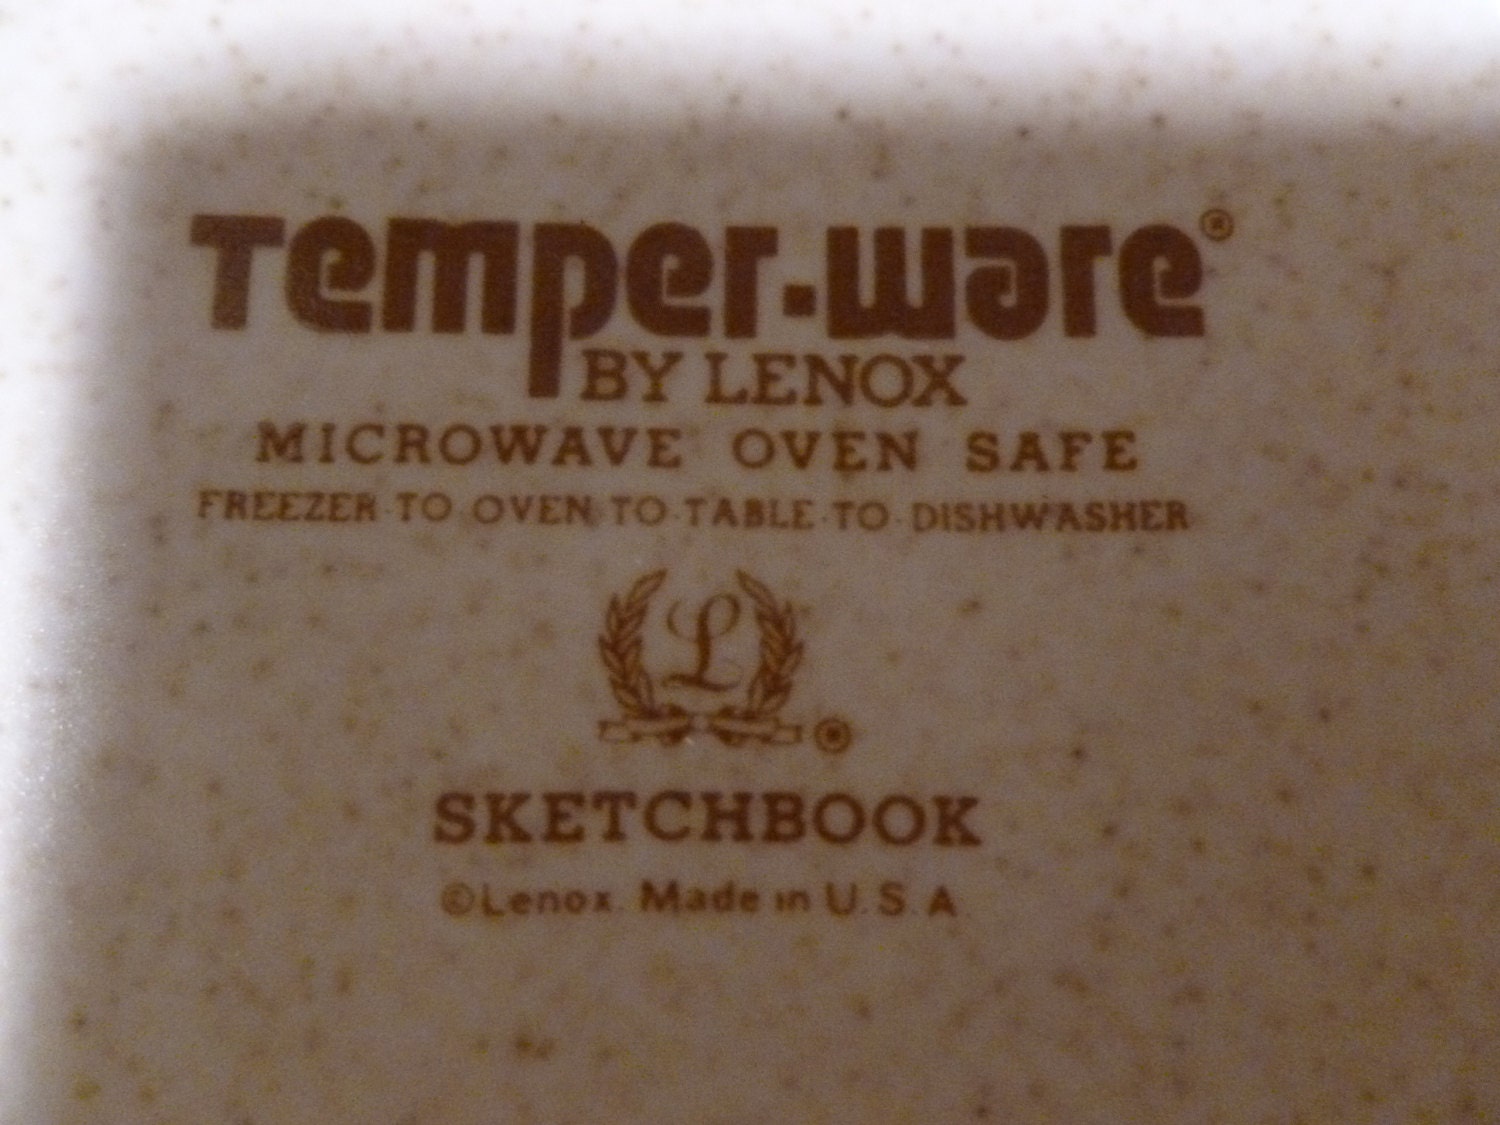 Temper-ware®
BY LENOX
MICROWAVE OVEN SAFE
FREEZER·TO OVEN·TO·TABLE·TO·DISHWASHER
L
®
SKETCHBOOK
©Lenox. Made in U.S.A.